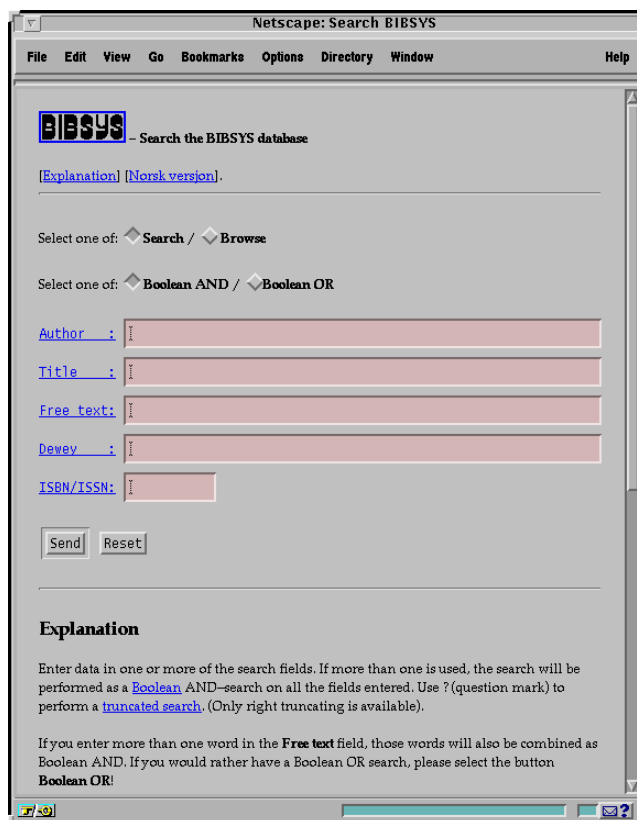 Netscape: Search BIBSYS
File Edit View Go Bookmarks Options Directory Window Help
BIBSYS – Search the BIBSYS database
[Explanation] [Norsk versjon].
Select one of: Search / Browse
Select one of: Boolean AND / Boolean OR
Author :
Title :
Free text:
Dewey :
ISBN/ISSN:
Send Reset
Explanation
Enter data in one or more of the search fields. If more than one is used, the search will be
performed as a Boolean AND–search on all the fields entered. Use ? (question mark) to
perform a truncated search. (Only right truncating is available).
If you enter more than one word in the Free text field, those words will also be combined as
Boolean AND. If you would rather have a Boolean OR search, please select the button
Boolean OR!
?